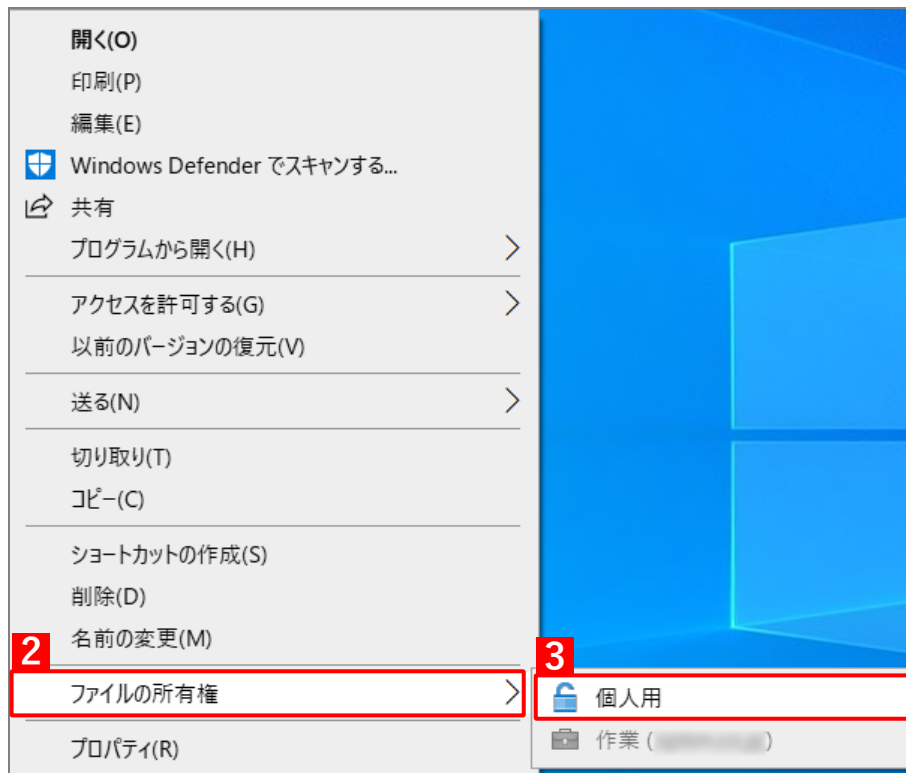 開く(O)
印刷(P)
編集(E)
Windows Defender でスキャンする...
共有
プログラムから開く(H)
アクセスを許可する(G)
以前のバージョンの復元(V)
送る(N)
切り取り(T)
コピー(C)
ショートカットの作成(S)
削除(D)
名前の変更(M)
2
ファイルの所有権
3
個人用
作業 ( )
プロパティ(R)